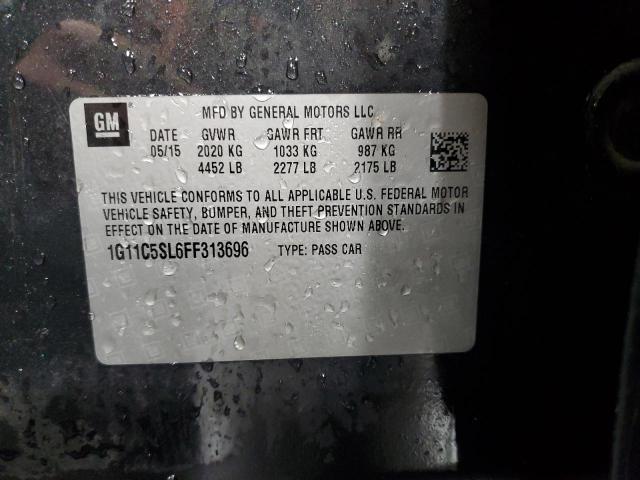 GM
MFD BY GENERAL MOTORS LLC
DATE GVWR GAWR FRT GAWR RR
05/15 2020 KG 1033 KG 987 KG
4452 LB 2277 LB 2175 LB
THIS VEHICLE CONFORMS TO ALL APPLICABLE U.S. FEDERAL MOTOR
VEHICLE SAFETY, BUMPER, AND THEFT PREVENTION STANDARDS IN
EFFECT ON THE DATE OF MANUFACTURE SHOWN ABOVE.
1G11C5SL6FF313696 TYPE: PASS CAR